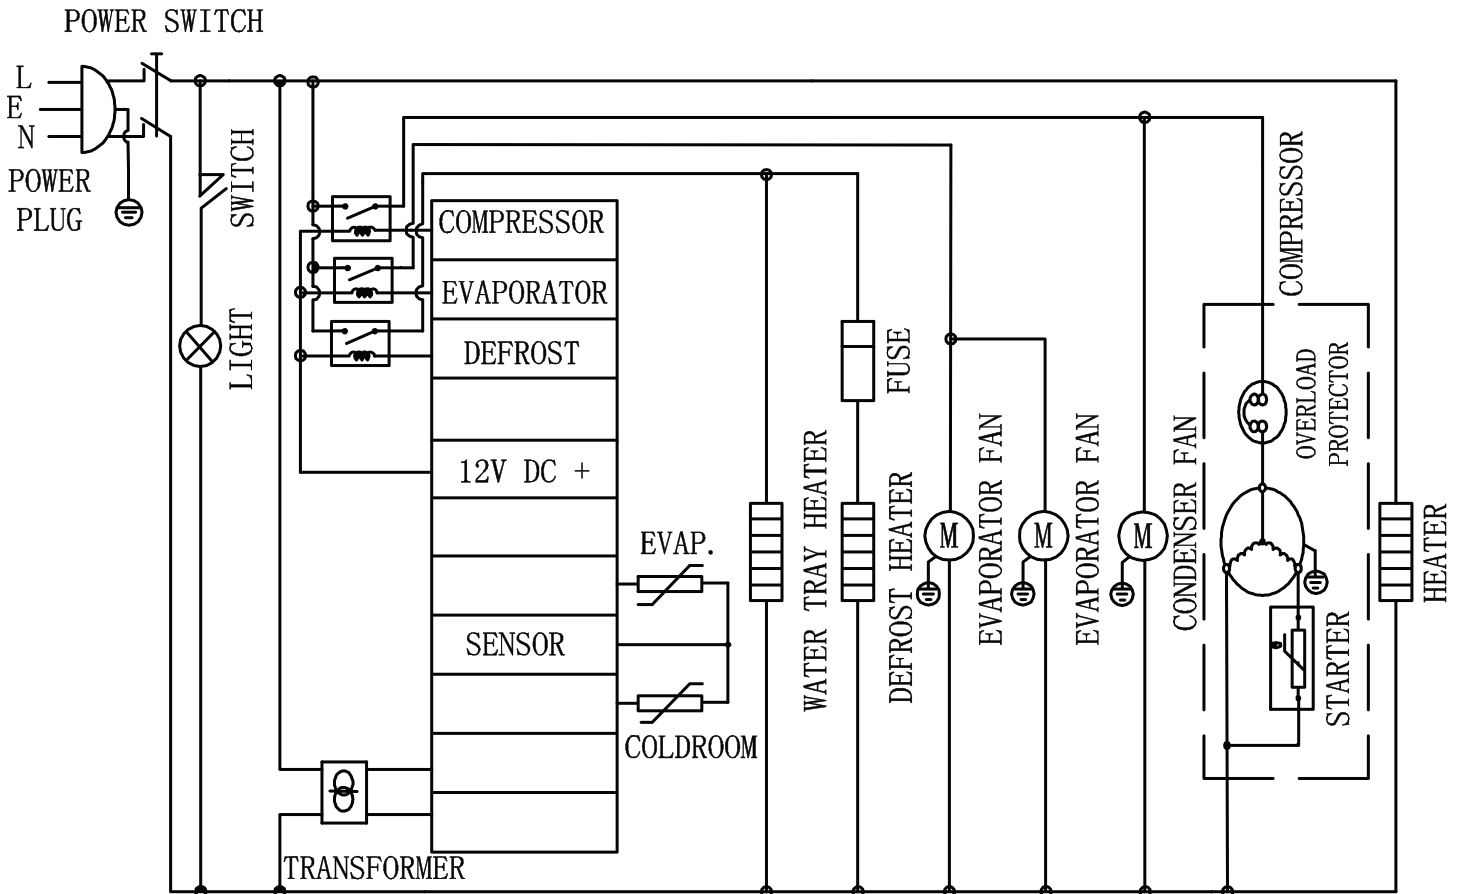 POWER SWITCH
L
E
N
POWER
PLUG
SWITCH
LIGHT
COMPRESSOR
EVAPORATOR
DEFROST
12V DC +
SENSOR
EVAP.
COLDROOM
TRANSFORMER
WATER TRAY HEATER
FUSE
DEFROST HEATER
M
EVAPORATOR FAN
M
EVAPORATOR FAN
M
CONDENSER FAN
COMPRESSOR
OVERLOAD
PROTECTOR
STARTER
HEATER